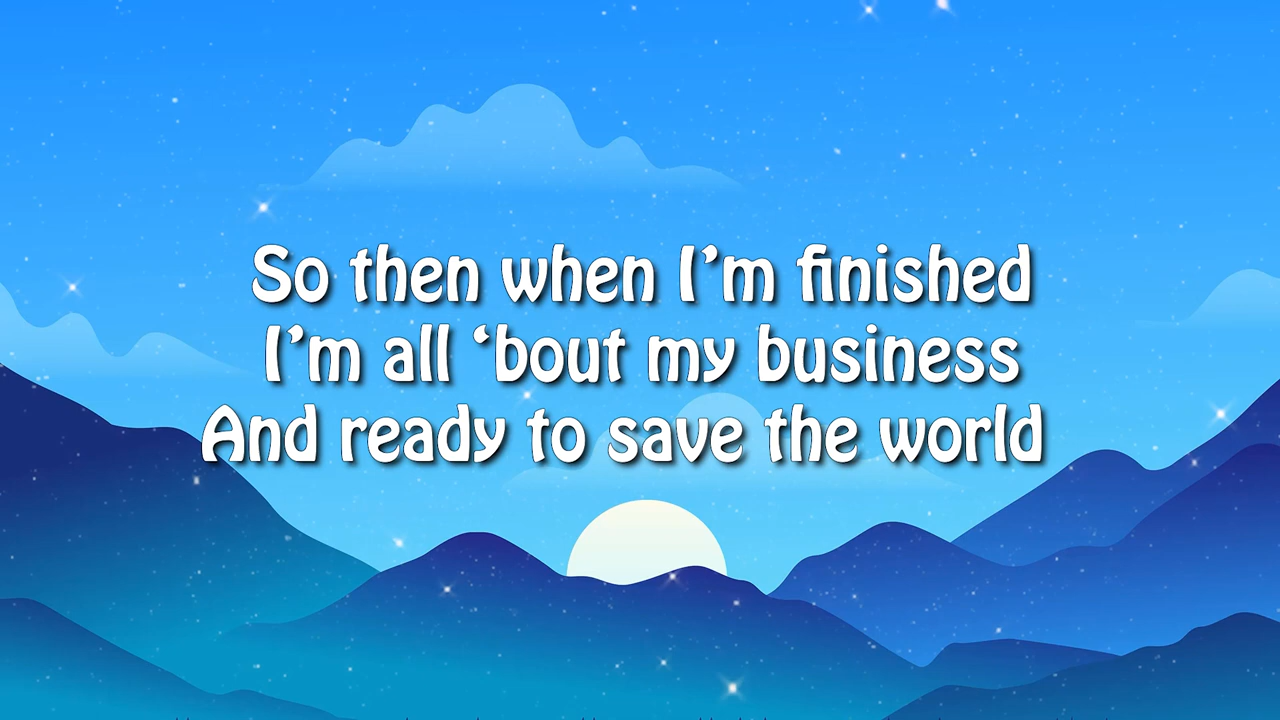 So then when I’m finished
I’m all ‘bout my business
And ready to save the world